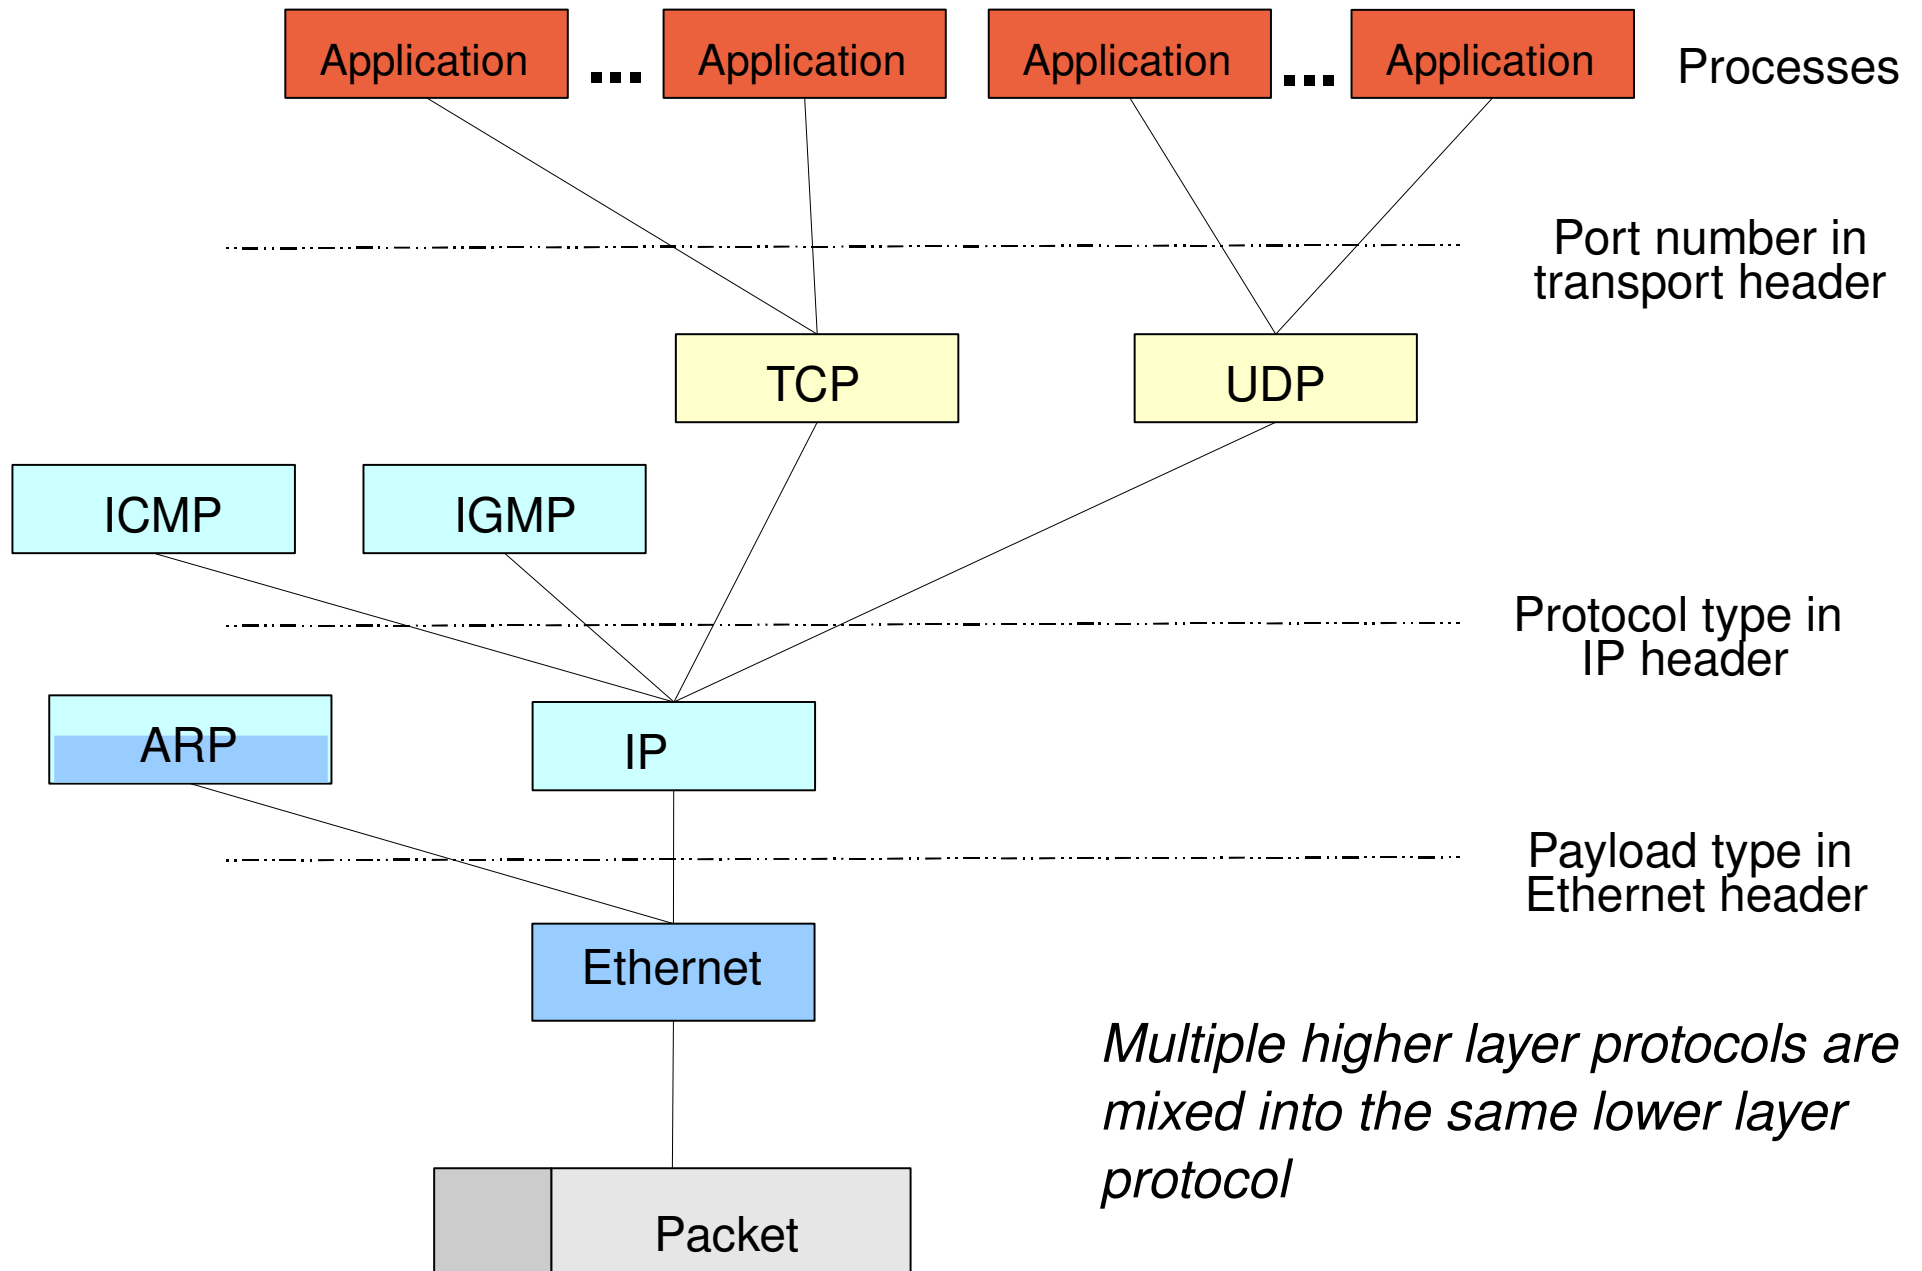 Application
...
Application
Application
...
Application
Processes
Port number in
transport header
TCP
UDP
ICMP
IGMP
Protocol type in
IP header
ARP
IP
Payload type in
Ethernet header
Ethernet
Multiple higher layer protocols are
mixed into the same lower layer
protocol
Packet